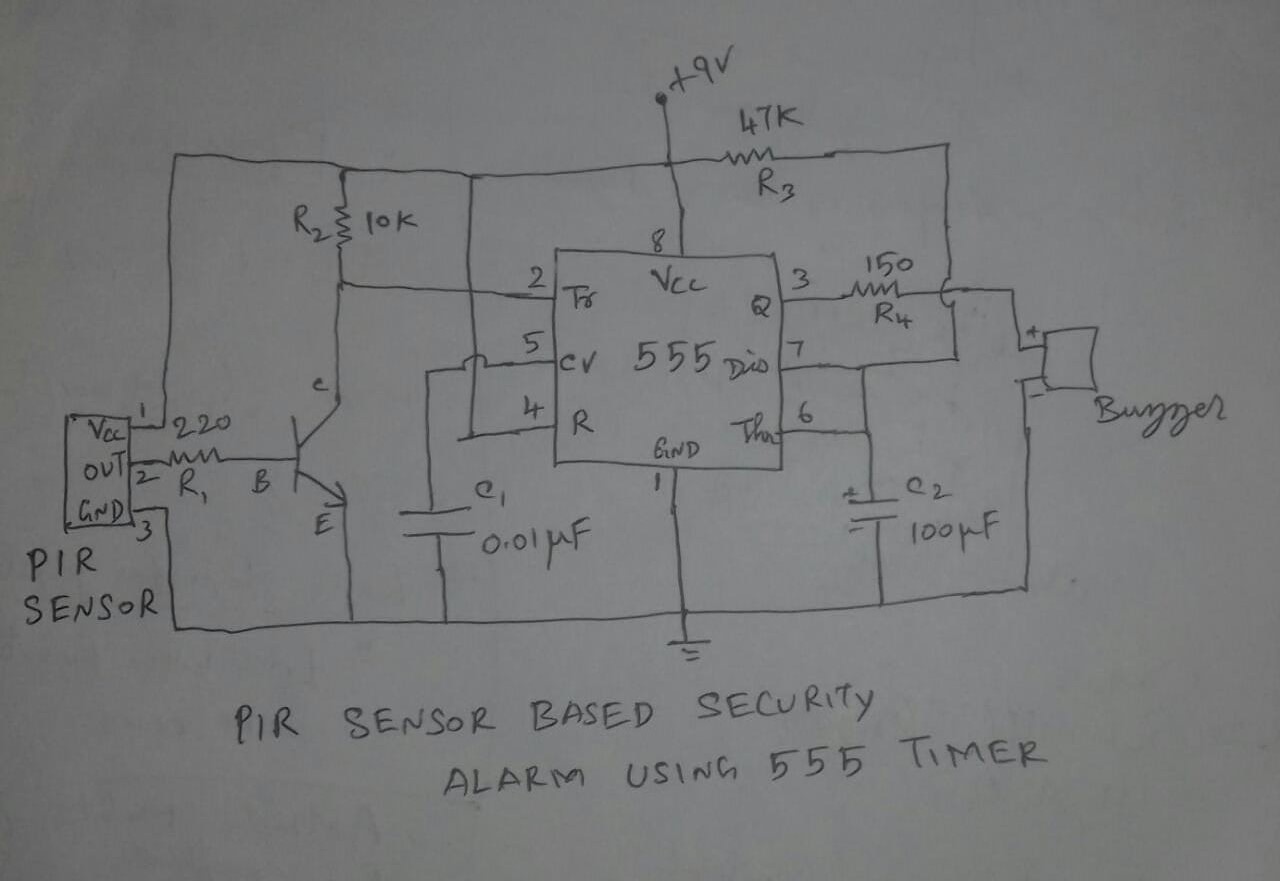 +9V
47K
R3
R2 10K
8
Vcc
2
Tr
3
Q
150
R4
5
CV
555
Dis
7
4
R
Thr
6
GND
1
+
-
Buzzer
C
B
E
1
Vcc
220
OUT
2
R1
GND
3
PIR
SENSOR
C1
0.01µF
+
-
C2
100µF
PIR SENSOR BASED SECURITY
ALARM USING 555 TIMER